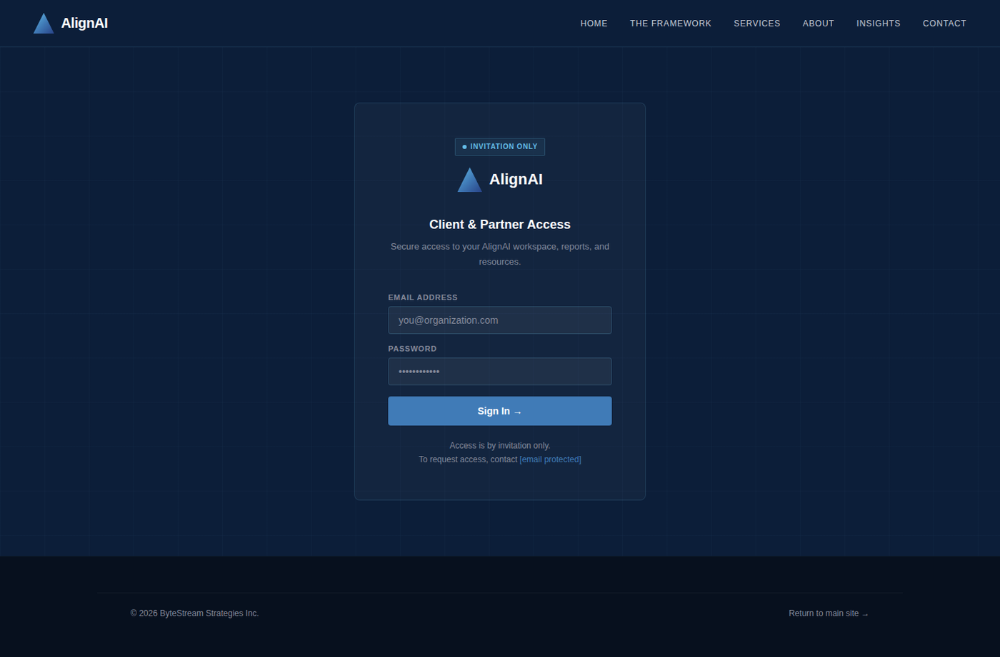 AlignAI
HOME
THE FRAMEWORK
SERVICES
ABOUT
INSIGHTS
CONTACT
INVITATION ONLY
AlignAI
Client & Partner Access
Secure access to your AlignAI workspace, reports, and
resources.
EMAIL ADDRESS
you@organization.com
PASSWORD
••••••••••••
Sign In →
Access is by invitation only.
To request access, contact [email protected]
© 2026 ByteStream Strategies Inc.
Return to main site →